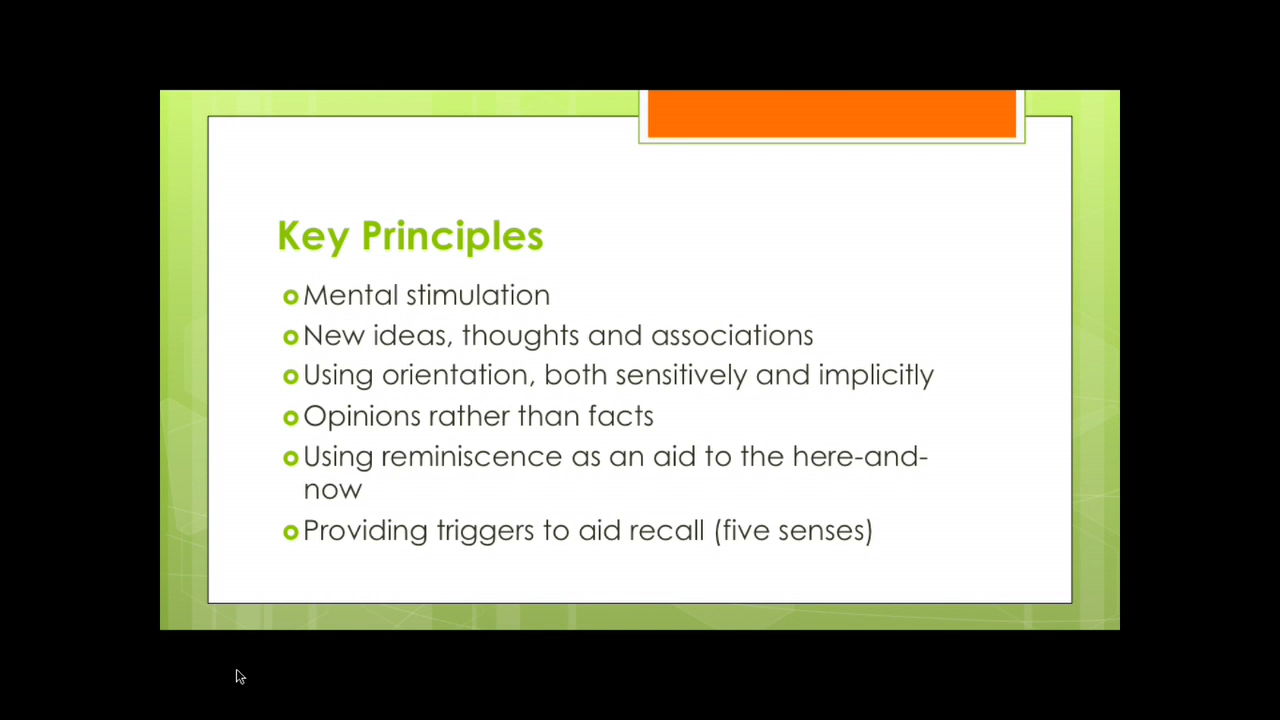 Key Principles
Mental stimulation
New ideas, thoughts and associations
Using orientation, both sensitively and implicitly
Opinions rather than facts
Using reminiscence as an aid to the here-and-
now
Providing triggers to aid recall (five senses)